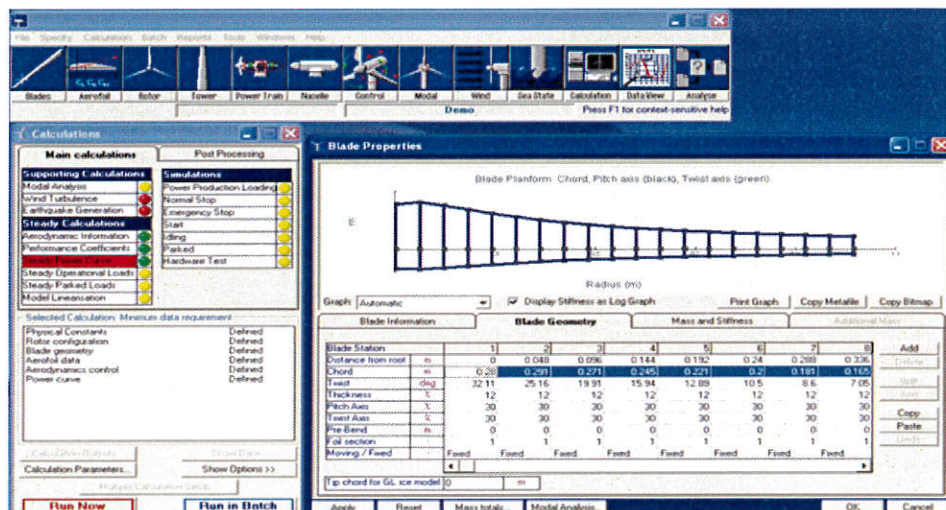 File Specify Calculation Batch Reports Tools Windows Help
Blades Aerofoil Rotor Tower Power Train Nacelle Control Modal Wind Sea State Calculation Data View Analyse
Demo Press F1 for context-sensitive help
Calculations
Main calculations Post Processing
Supporting Calculations
Modal Analysis
Wind Turbulence
Earthquake Generation
Steady Calculations
Aerodynamic Information
Performance Coefficients
Steady Power Curve
Steady Operational Loads
Steady Parked Loads
Model Linearisation
Simulations
Power Production Loading
Normal Stop
Emergency Stop
Start
Idling
Parked
Hardware Test
Selected Calculation: Minimum data requirement
Physical Constants Defined
Rotor configuration Defined
Blade geometry Defined
Aerofoil data Defined
Aerodynamics control Defined
Power curve Defined
Calculation Outputs Show Data
Calculation Parameters... Show Options >>
Multiple Calculation Setup
Run Now Run in Batch
Blade Properties
Blade Planform: Chord, Pitch axis (black), Twist axis (green)
Radius (m)
Graph: Automatic Display Stiffness as Log Graph Print Graph Copy Metafile Copy Bitmap
Blade Information Blade Geometry Mass and Stiffness Additional Mass
Blade Station 1 2 3 4 5 6 7 8
Distance from root m 0 0.048 0.096 0.144 0.192 0.24 0.288 0.336
Chord m 0.28 0.291 0.271 0.245 0.221 0.2 0.181 0.165
Twist deg 32.11 25.16 19.91 15.94 12.89 10.5 8.6 7.05
Thickness % 12 12 12 12 12 12 12 12
Pitch Axis % 30 30 30 30 30 30 30 30
Twist Axis % 30 30 30 30 30 30 30 30
Pre-Bend m 0 0 0 0 0 0 0 0
Foil section 1 1 1 1 1 1 1 1
Moving / Fixed Fixed Fixed Fixed Fixed Fixed Fixed Fixed Fixed
Add
Delete
Split
Copy
Paste
Undo
Tip chord for GL ice model 0 m
Apply Reset Mass totals... Modal Analysis... OK Cancel